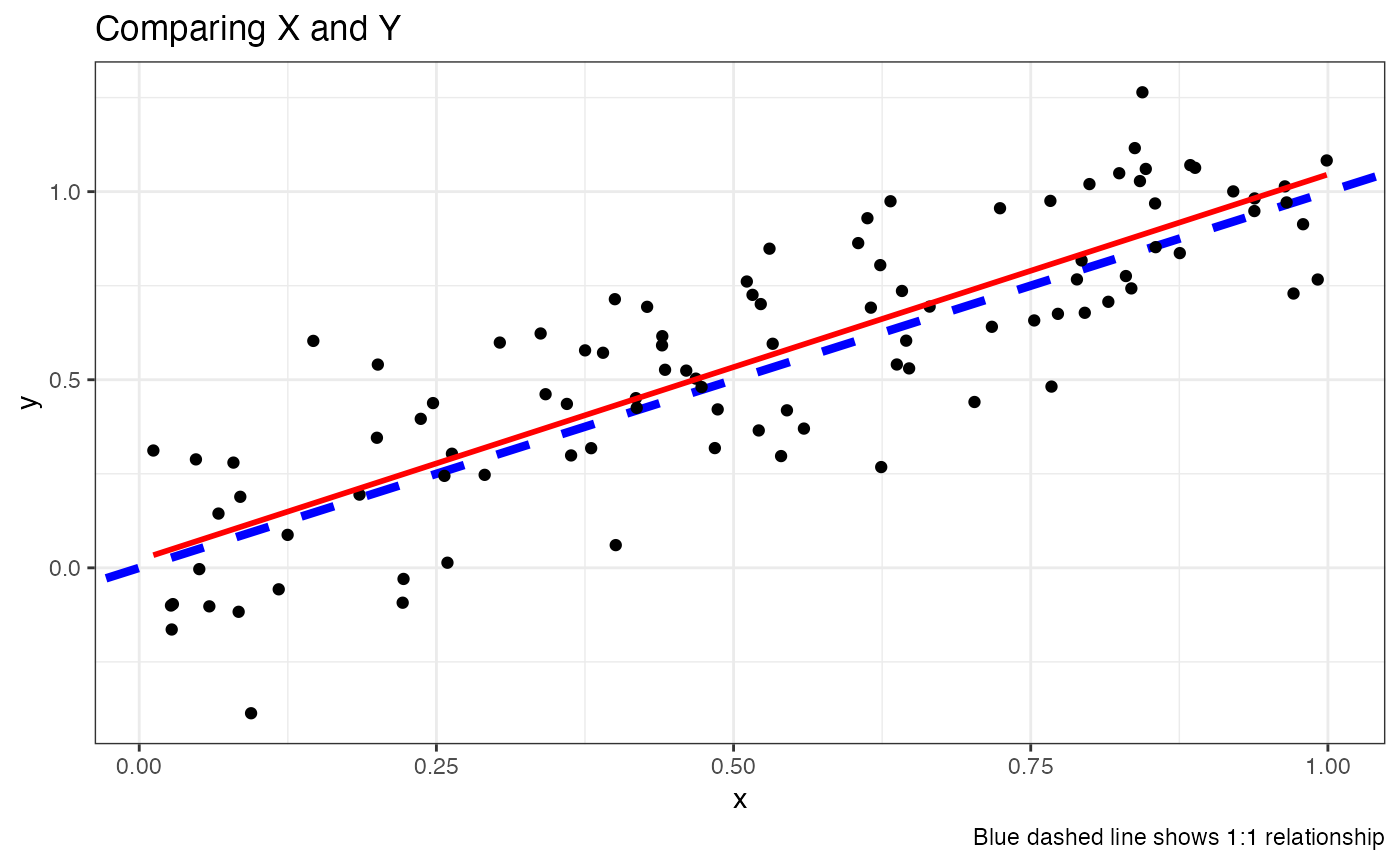 Comparing X and Y
1.0
0.5
0.0
y
0.00 0.25 0.50 0.75 1.00
x
Blue dashed line shows 1:1 relationship